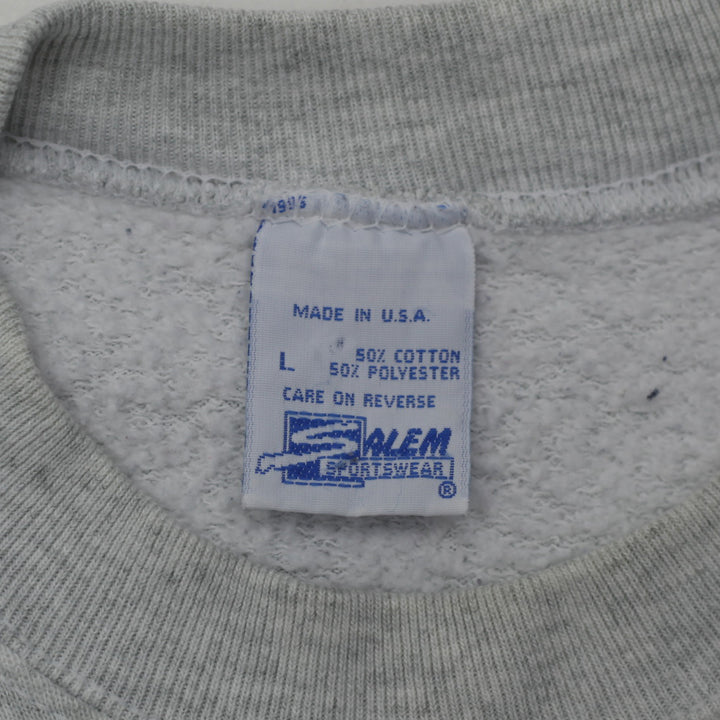 MADE IN U.S.A.
L
50% COTTON
50% POLYESTER
CARE ON REVERSE
SALEM
SPORTSWEAR
®